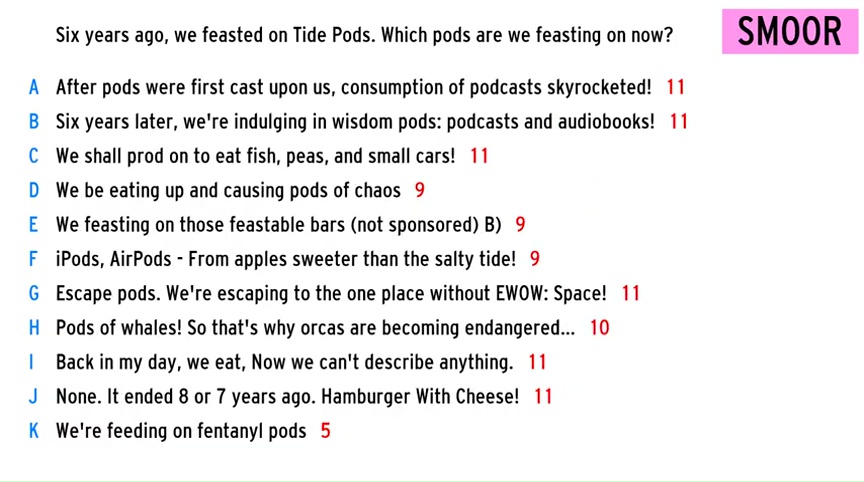 Six years ago, we feasted on Tide Pods. Which pods are we feasting on now?
SMOOR
A After pods were first cast upon us, consumption of podcasts skyrocketed! 11
B Six years later, we're indulging in wisdom pods: podcasts and audiobooks! 11
C We shall prod on to eat fish, peas, and small cars! 11
D We be eating up and causing pods of chaos 9
E We feasting on those feastable bars (not sponsored) B) 9
F iPods, AirPods - From apples sweeter than the salty tide! 9
G Escape pods. We're escaping to the one place without EWOW: Space! 11
H Pods of whales! So that's why orcas are becoming endangered... 10
I Back in my day, we eat, Now we can't describe anything. 11
J None. It ended 8 or 7 years ago. Hamburger With Cheese! 11
K We're feeding on fentanyl pods 5